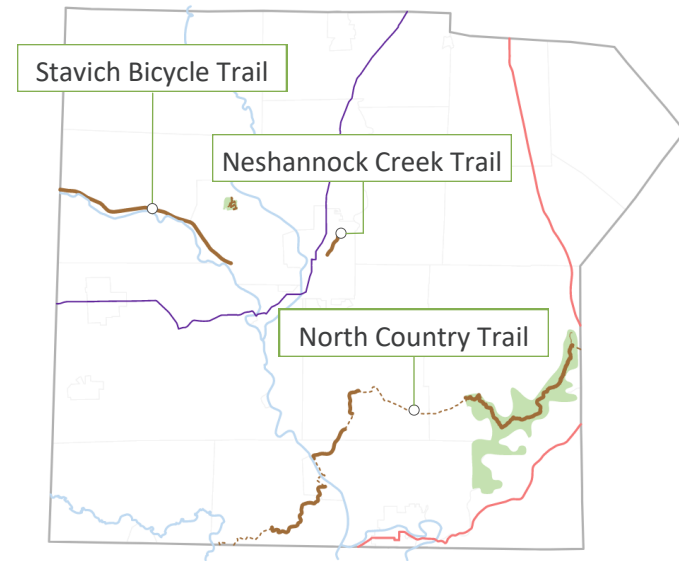 Stavich Bicycle Trail
Neshannock Creek Trail
North Country Trail